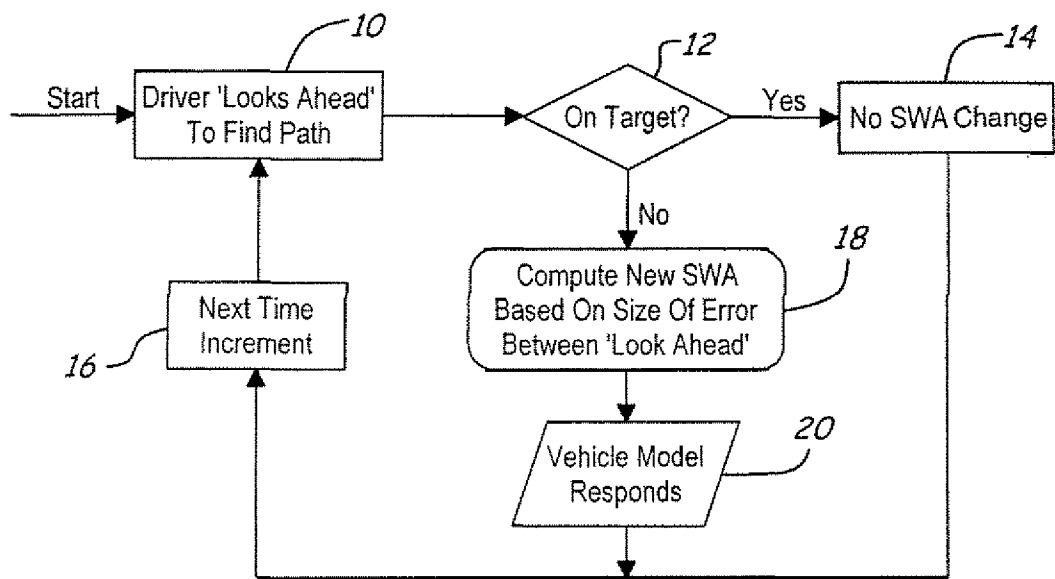 10
12
14
Start
Driver 'Looks Ahead'
To Find Path
On Target?
Yes
No SWA Change
No
18
Compute New SWA
Based On Size Of Error
Between 'Look Ahead'
Next Time
Increment
16
20
Vehicle Model
Responds